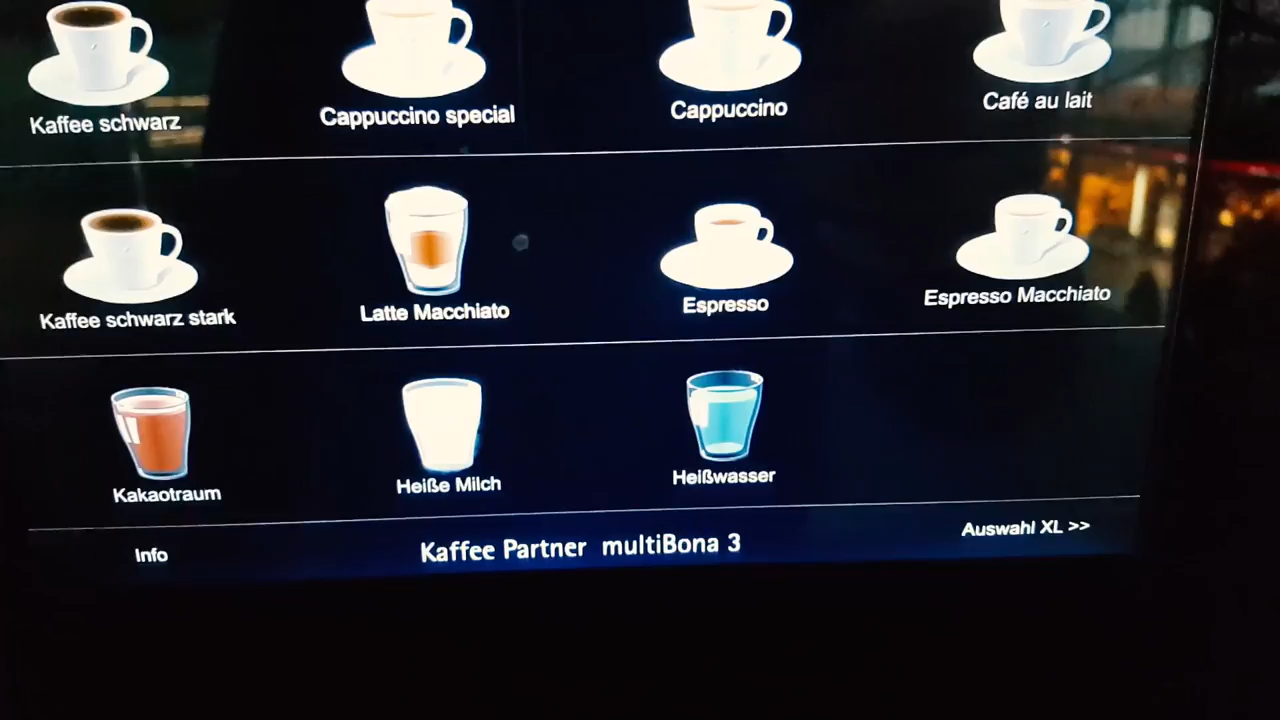 Kaffee schwarz
Cappuccino special
Cappuccino
Café au lait
Kaffee schwarz stark
Latte Macchiato
Espresso
Espresso Macchiato
Kakaotraum
Heiße Milch
Heißwasser
Info
Kaffee Partner multiBona 3
Auswahl XL >>